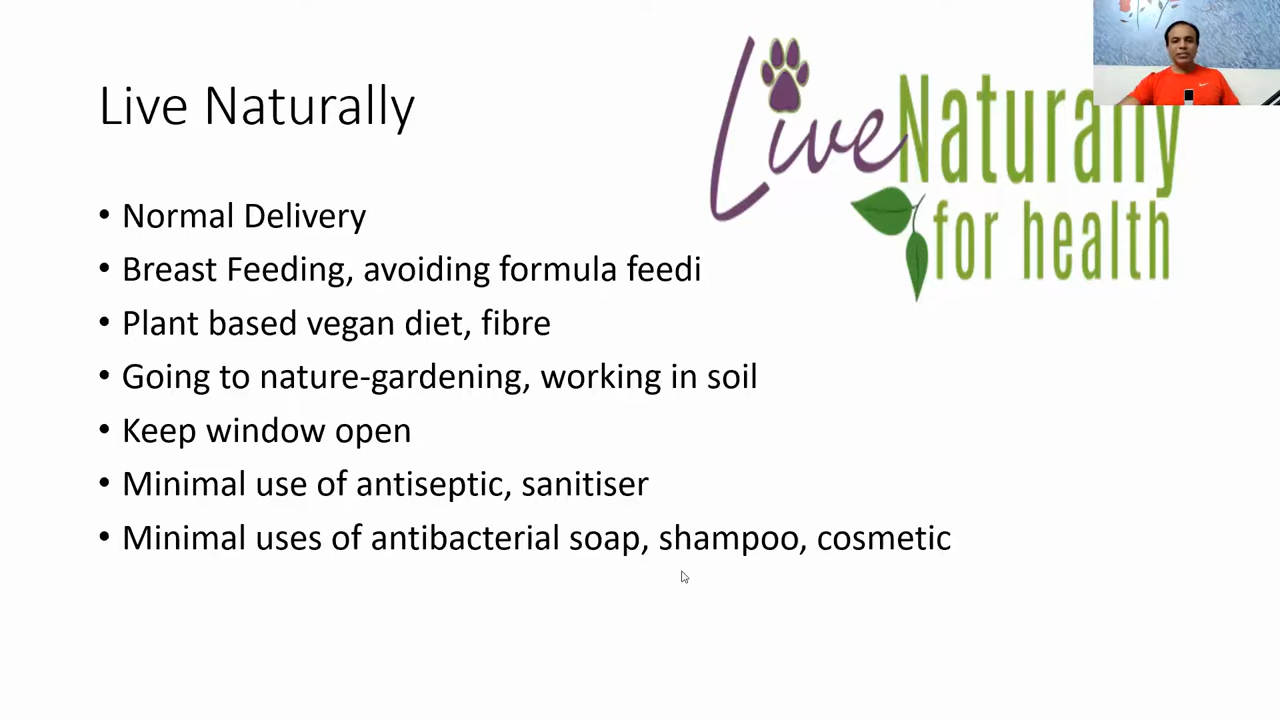 Live Naturally
Live Naturally
for health
• Normal Delivery
• Breast Feeding, avoiding formula feedi
• Plant based vegan diet, fibre
• Going to nature-gardening, working in soil
• Keep window open
• Minimal use of antiseptic, sanitiser
• Minimal uses of antibacterial soap, shampoo, cosmetic